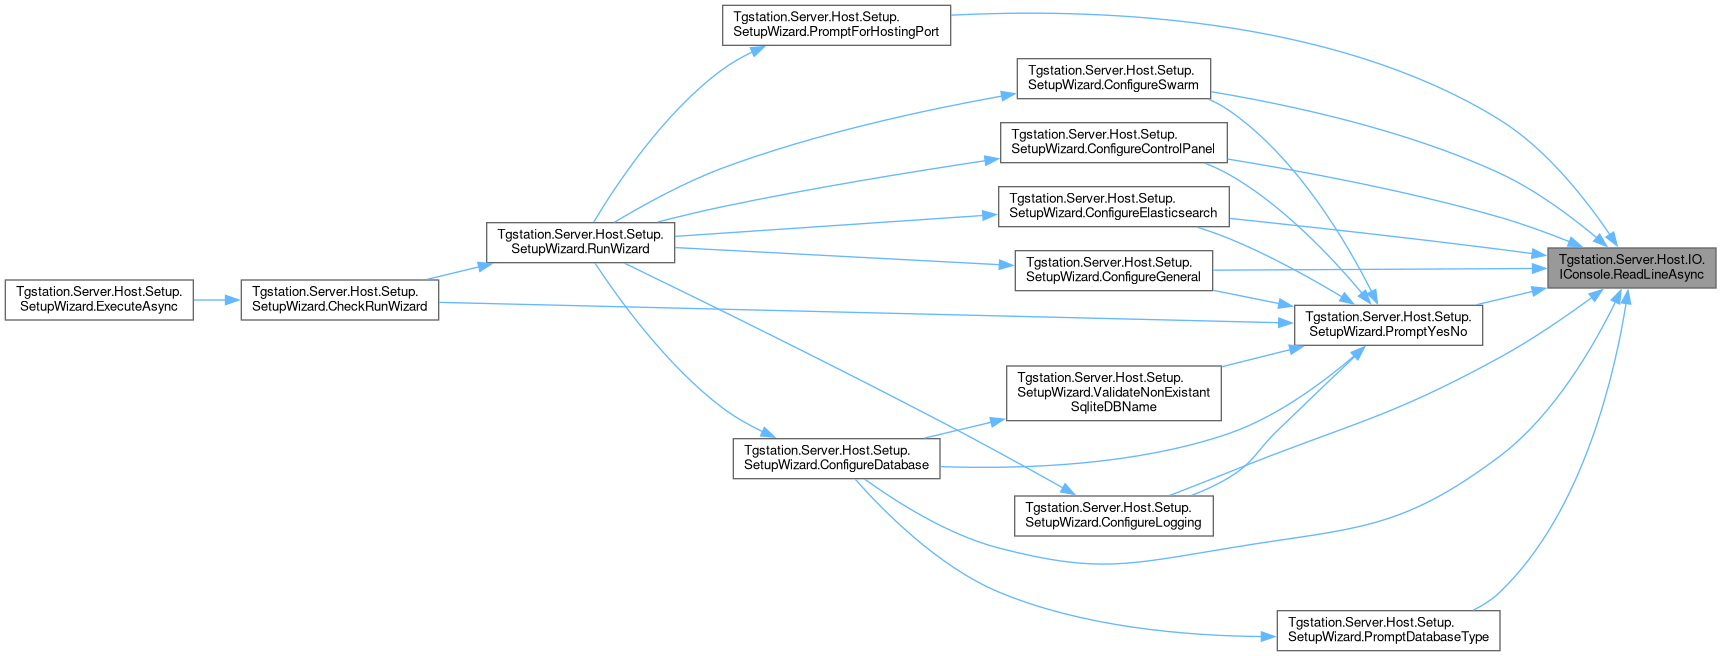 Tgstation.Server.Host.Setup.
SetupWizard.PromptForHostingPort
Tgstation.Server.Host.Setup.
SetupWizard.ConfigureSwarm
Tgstation.Server.Host.Setup.
SetupWizard.ConfigureControlPanel
Tgstation.Server.Host.Setup.
SetupWizard.ConfigureElasticsearch
Tgstation.Server.Host.Setup.
SetupWizard.RunWizard
Tgstation.Server.Host.Setup.
SetupWizard.ConfigureGeneral
Tgstation.Server.Host.IO.
IConsole.ReadLineAsync
Tgstation.Server.Host.Setup.
SetupWizard.ExecuteAsync
Tgstation.Server.Host.Setup.
SetupWizard.CheckRunWizard
Tgstation.Server.Host.Setup.
SetupWizard.PromptYesNo
Tgstation.Server.Host.Setup.
SetupWizard.ValidateNonExistant
SqliteDBName
Tgstation.Server.Host.Setup.
SetupWizard.ConfigureDatabase
Tgstation.Server.Host.Setup.
SetupWizard.ConfigureLogging
Tgstation.Server.Host.Setup.
SetupWizard.PromptDatabaseType